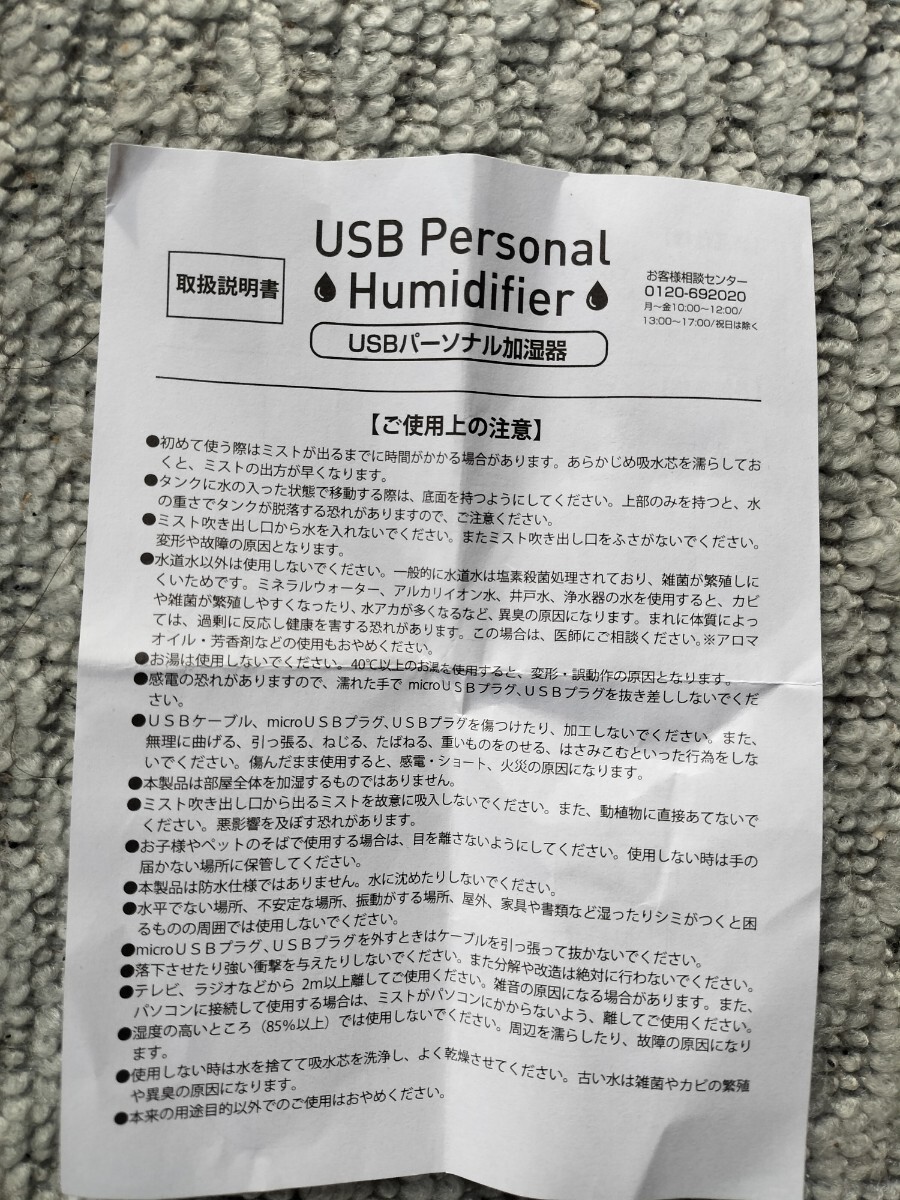 USB Personal
Humidifier
取扱説明書
USBパーソナル加湿器
お客様相談センター
0120-692020
月～金10:00～12:00/
13:00～17:00/祝日は除く
【ご使用上の注意】
●初めて使う際はミストが出るまでに時間がかかる場合があります。あらかじめ吸水芯を濡らしてお
くと、ミストの出方が早くなります。
●タンクに水の入った状態で移動する際は、底面を持つようにしてください。上部のみを持つと、水
の重さでタンクが脱落する恐れがありますので、ご注意ください。
●ミスト吹き出し口から水を入れないでください。またミスト吹き出し口をふさがないでください。
変形や故障の原因となります。
●水道水以外は使用しないでください。一般的に水道水は塩素殺菌処理されており、雑菌が繁殖しに
くいためです。ミネラルウォーター、アルカリイオン水、井戸水、浄水器の水を使用すると、カビ
や雑菌が繁殖しやすくなったり、水アカが多くなるなど、異臭の原因になります。まれに体質によっ
ては、過剰に反応し健康を害する恐れがあります。この場合は、医師にご相談ください。※アロマ
オイル・芳香剤などの使用もおやめください。
●お湯は使用しないでください。40℃以上のお湯を使用すると、変形・誤動作の原因となります。
●感電の恐れがありますので、濡れた手で microUSBプラグ、USBプラグを抜き差ししないでくだ
さい。
●USBケーブル、microUSBプラグ、USBプラグを傷つけたり、加工しないでください。また、
無理に曲げる、引っ張る、ねじる、たばねる、重いものをのせる、はさみこむといった行為をしな
いでください。傷んだまま使用すると、感電・ショート、火災の原因になります。
●本製品は部屋全体を加湿するものではありません。
●ミスト吹き出し口から出るミストを故意に吸入しないでください。また、動植物に直接あてないで
ください。悪影響を及ぼす恐れがあります。
●お子様やペットのそばで使用する場合は、目を離さないようにしてください。使用しない時は手の
届かない場所に保管してください。
●本製品は防水仕様ではありません。水に沈めたりしないでください。
●水平でない場所、不安定な場所、振動がする場所、屋外、家具や書類など湿ったりシミがつくと困
るものの周囲では使用しないでください。
●microUSBプラグ、USBプラグを外すときはケーブルを引っ張って抜かないでください。
●落下させたり強い衝撃を与えたりしないでください。また分解や改造は絶対に行わないでください。
●テレビ、ラジオなどから 2m以上離してご使用ください。雑音の原因になる場合があります。また、
パソコンに接続して使用する場合は、ミストがパソコンにかからないよう、離してご使用ください。
●湿度の高いところ（85%以上）では使用しないでください。周辺を濡らしたり、故障の原因になり
ます。
●使用しない時は水を捨てて吸水芯を洗浄し、よく乾燥させてください。古い水は雑菌やカビの繁殖
や異臭の原因になります。
●本来の用途目的以外でのご使用はおやめください。